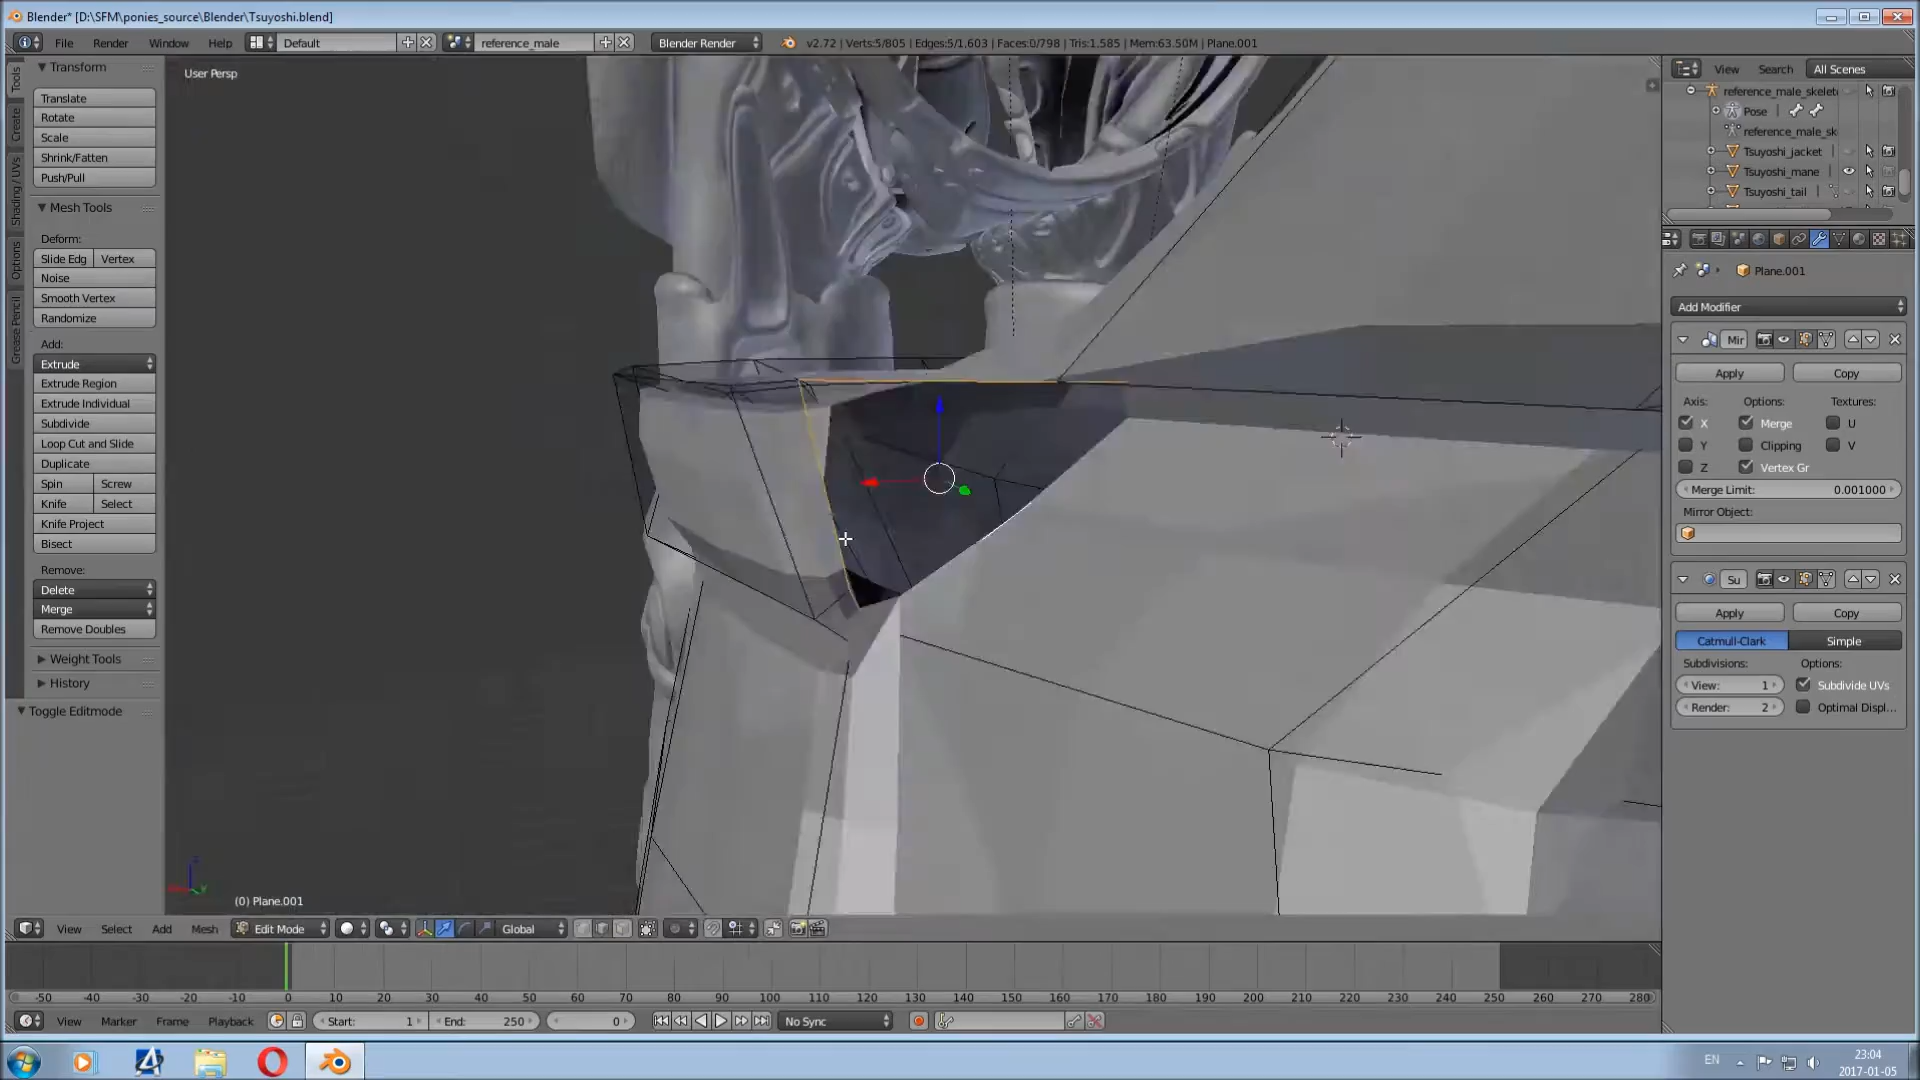 Blender* [D:\SFM\ponies_source\Blender\Tsuyoshi.blend]
File Render Window Help Default reference_male Blender Render v2.72 | Verts:5/805 | Edges:5/1,603 | Faces:0/798 | Tris:1,585 | Mem:63.50M | Plane.001
Tools
Create
Shading / UVs
Options
Grease Pencil
Transform
Translate
Rotate
Scale
Shrink/Fatten
Push/Pull
Mesh Tools
Deform:
Slide Edg Vertex
Noise
Smooth Vertex
Randomize
Add:
Extrude
Extrude Region
Extrude Individual
Subdivide
Loop Cut and Slide
Duplicate
Spin Screw
Knife Select
Knife Project
Bisect
Remove:
Delete
Merge
Remove Doubles
Weight Tools
History
Toggle Editmode
User Persp
(0) Plane.001
View Select Add Mesh Edit Mode Global
View Search All Scenes
reference_male_skelet
Pose
reference_male_sk
Tsuyoshi_jacket
Tsuyoshi_mane
Tsuyoshi_tail
Plane.001
Add Modifier
Mir
Apply Copy
Axis: Options: Textures:
X Merge U
Y Clipping V
Z Vertex Gr
Merge Limit: 0.001000
Mirror Object:
Su
Apply Copy
Catmull-Clark Simple
Subdivisions: Options:
View: 1 Subdivide UVs
Render: 2 Optimal Displ...
-50 -40 -30 -20 -10 0 10 20 30 40 50 60 70 80 90 100 110 120 130 140 150 160 170 180 190 200 210 220 230 240 250 260 270 280
View Marker Frame Playback Start: 1 End: 250 0 No Sync
EN 23:04
2017-01-05